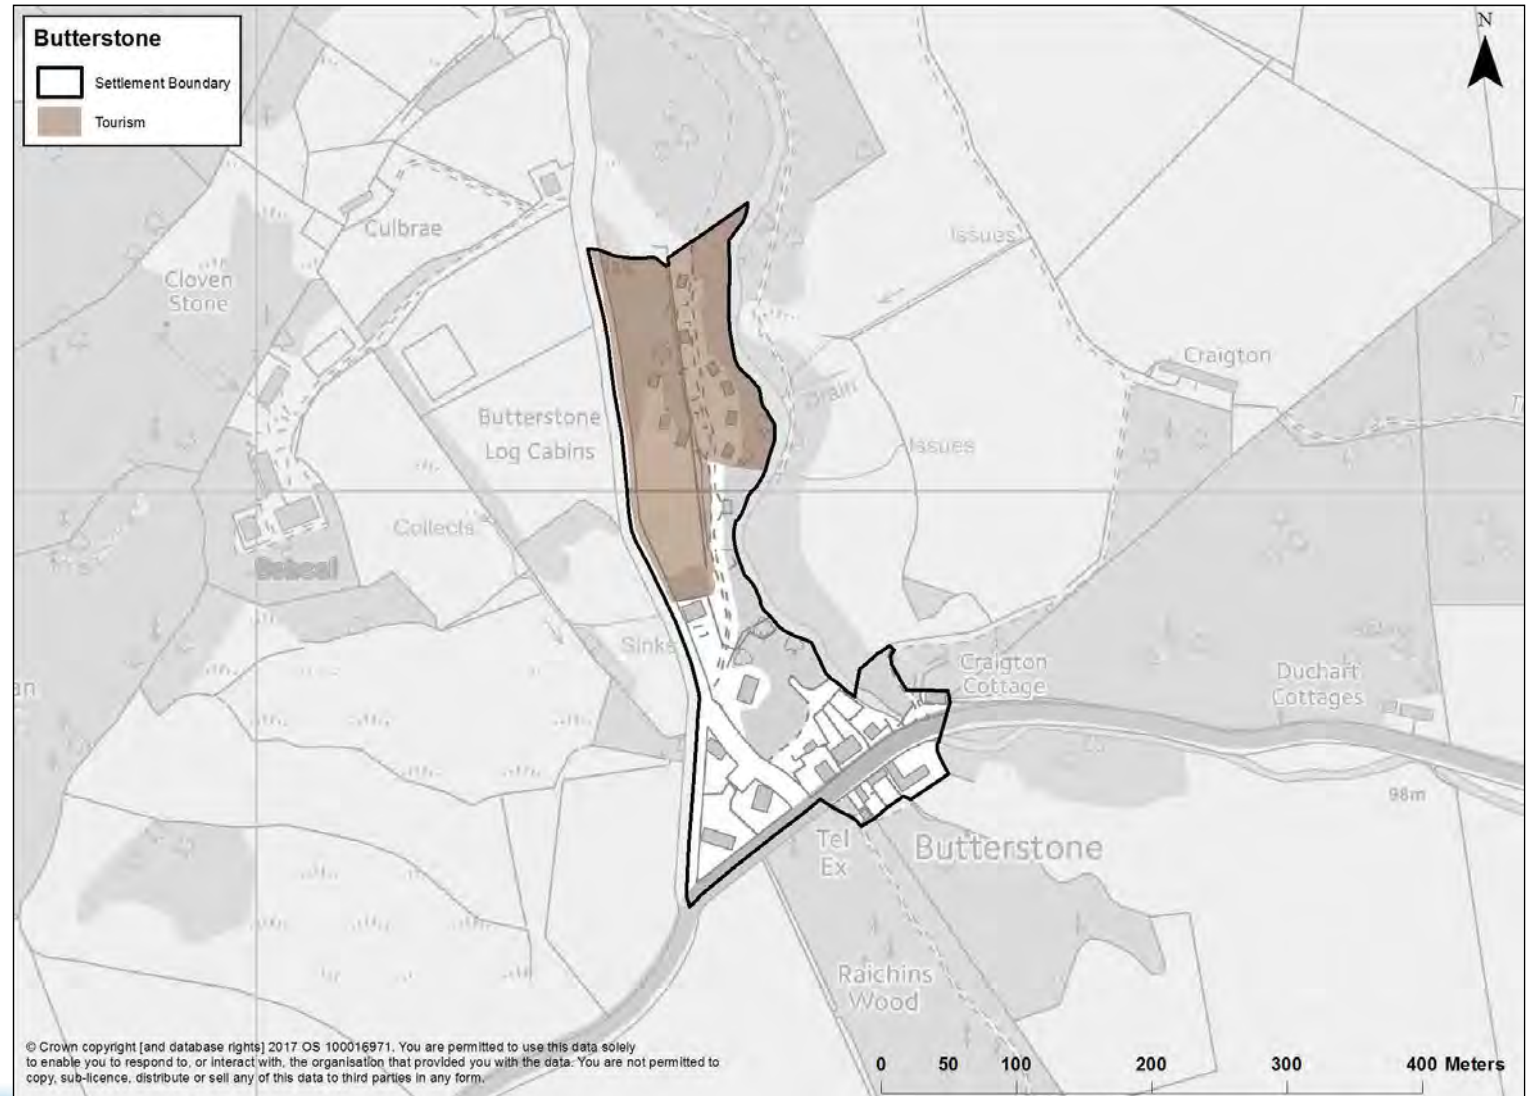 Butterstone
Settlement Boundary
Tourism
N
Culbrae
Cloven
Stone
Issues
Craigton
Drain
Butterstone
Log Cabins
Issues
Collects
Sinks
Craigton
Cottage
Duchart
Cottages
98m
Tel
Ex
Butterstone
Raichins
Wood
© Crown copyright [and database rights] 2017 OS 100016971. You are permitted to use this data solely
to enable you to respond to, or interact with, the organisation that provided you with the data. You are not permitted to
copy, sub-licence, distribute or sell any of this data to third parties in any form.
0 50 100 200 300 400 Meters